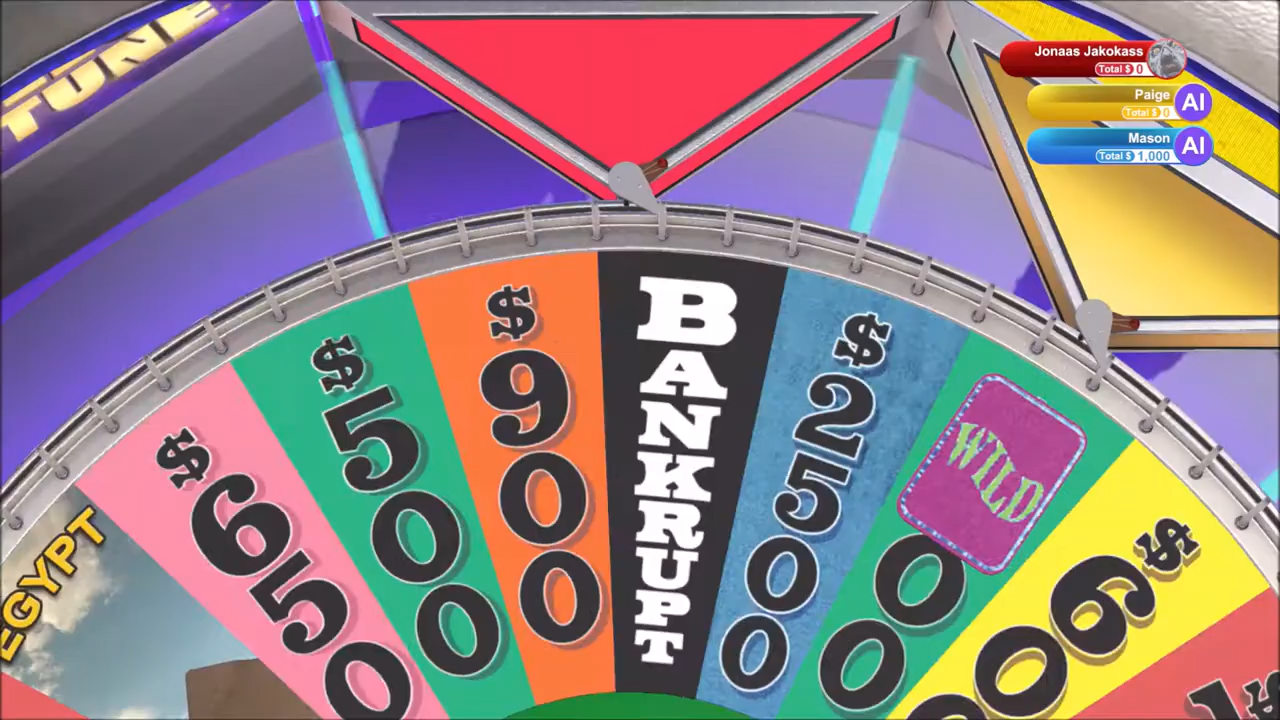 TUNE
Jonaas Jakokass
Total $ 0
Paige
Total $ 0
AI
Mason
Total $ 1,000
AI
EGYPT
$650
$500
$900
BANKRUPT
$2500
WILD
00